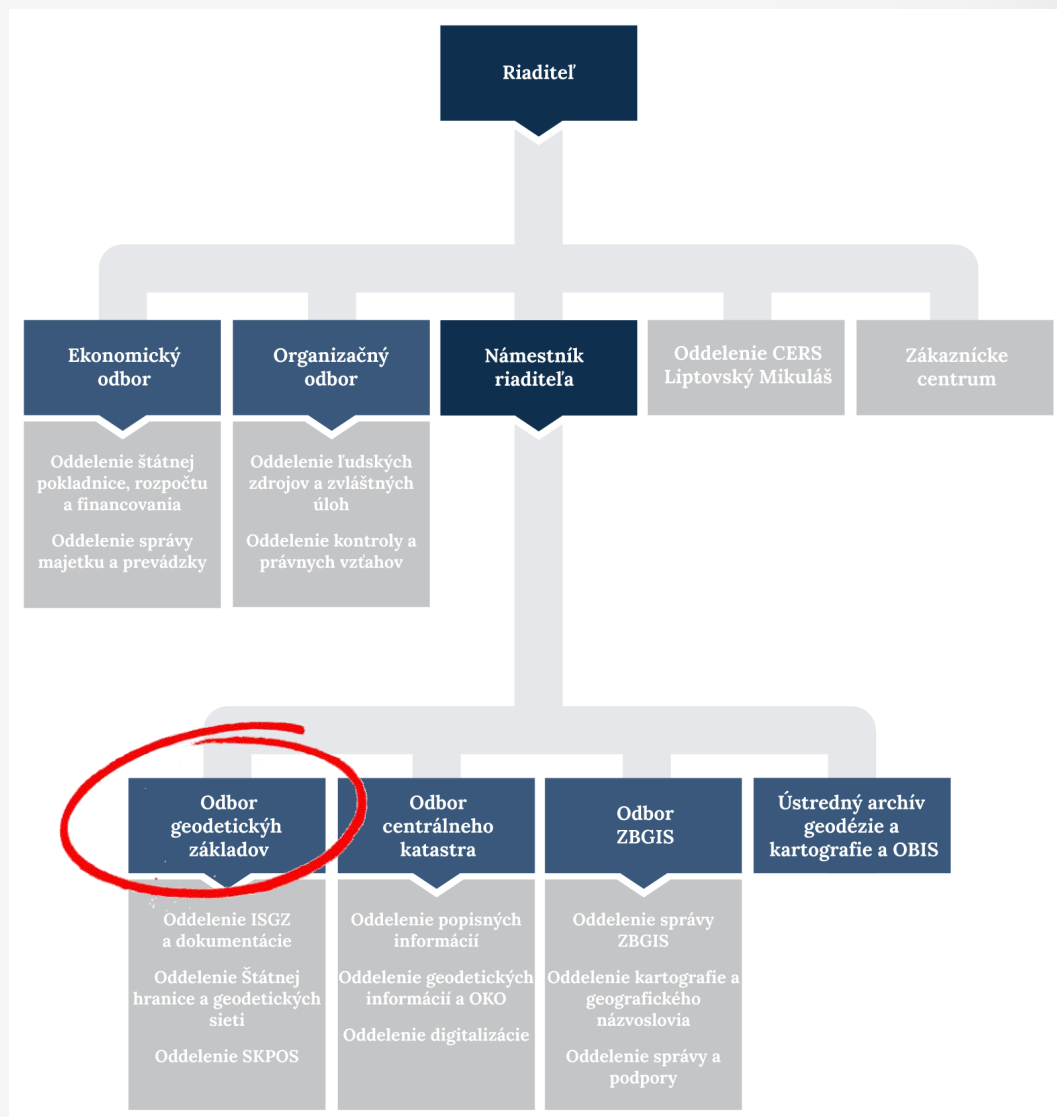 Riaditeľ
Ekonomický
odbor
Organizačný
odbor
Námestník
riaditeľa
Oddelenie CERS
Liptovský Mikuláš
Zákaznícke
centrum
Oddelenie štátnej
pokladnice, rozpočtu
a financovania
Oddelenie správy
majetku a prevádzky
Oddelenie ľudských
zdrojov a zvláštných
úloh
Oddelenie kontroly a
právnych vzťahov
Odbor
geodetickýh
základov
Odbor
centrálneho
katastra
Odbor
ZBGIS
Ústredný archív
geodézie a
kartografie a OBIS
Oddelenie ISGZ
a dokumentácie
Oddelenie Štátnej
hranice a geodetických
sieti
Oddelenie SKPOS
Oddelenie popisných
informácií
Oddelenie geodetických
informácií a OKO
Oddelenie digitalizácie
Oddelenie správy
ZBGIS
Oddelenie kartografie a
geografického
názvoslovia
Oddelenie správy a
podpory